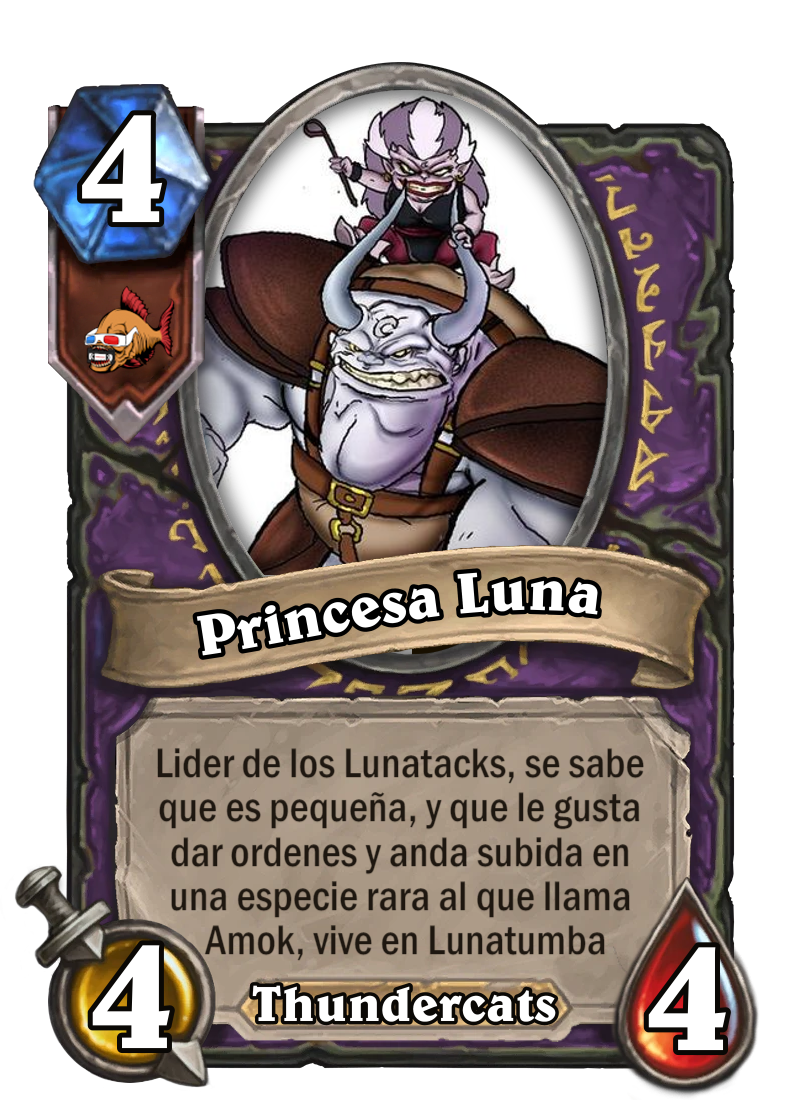 4
Princesa Luna
Lider de los Lunatacks, se sabe
que es pequeña, y que le gusta
dar ordenes y anda subida en
una especie rara al que llama
Amok, vive en Lunatumba
4
Thundercats
4